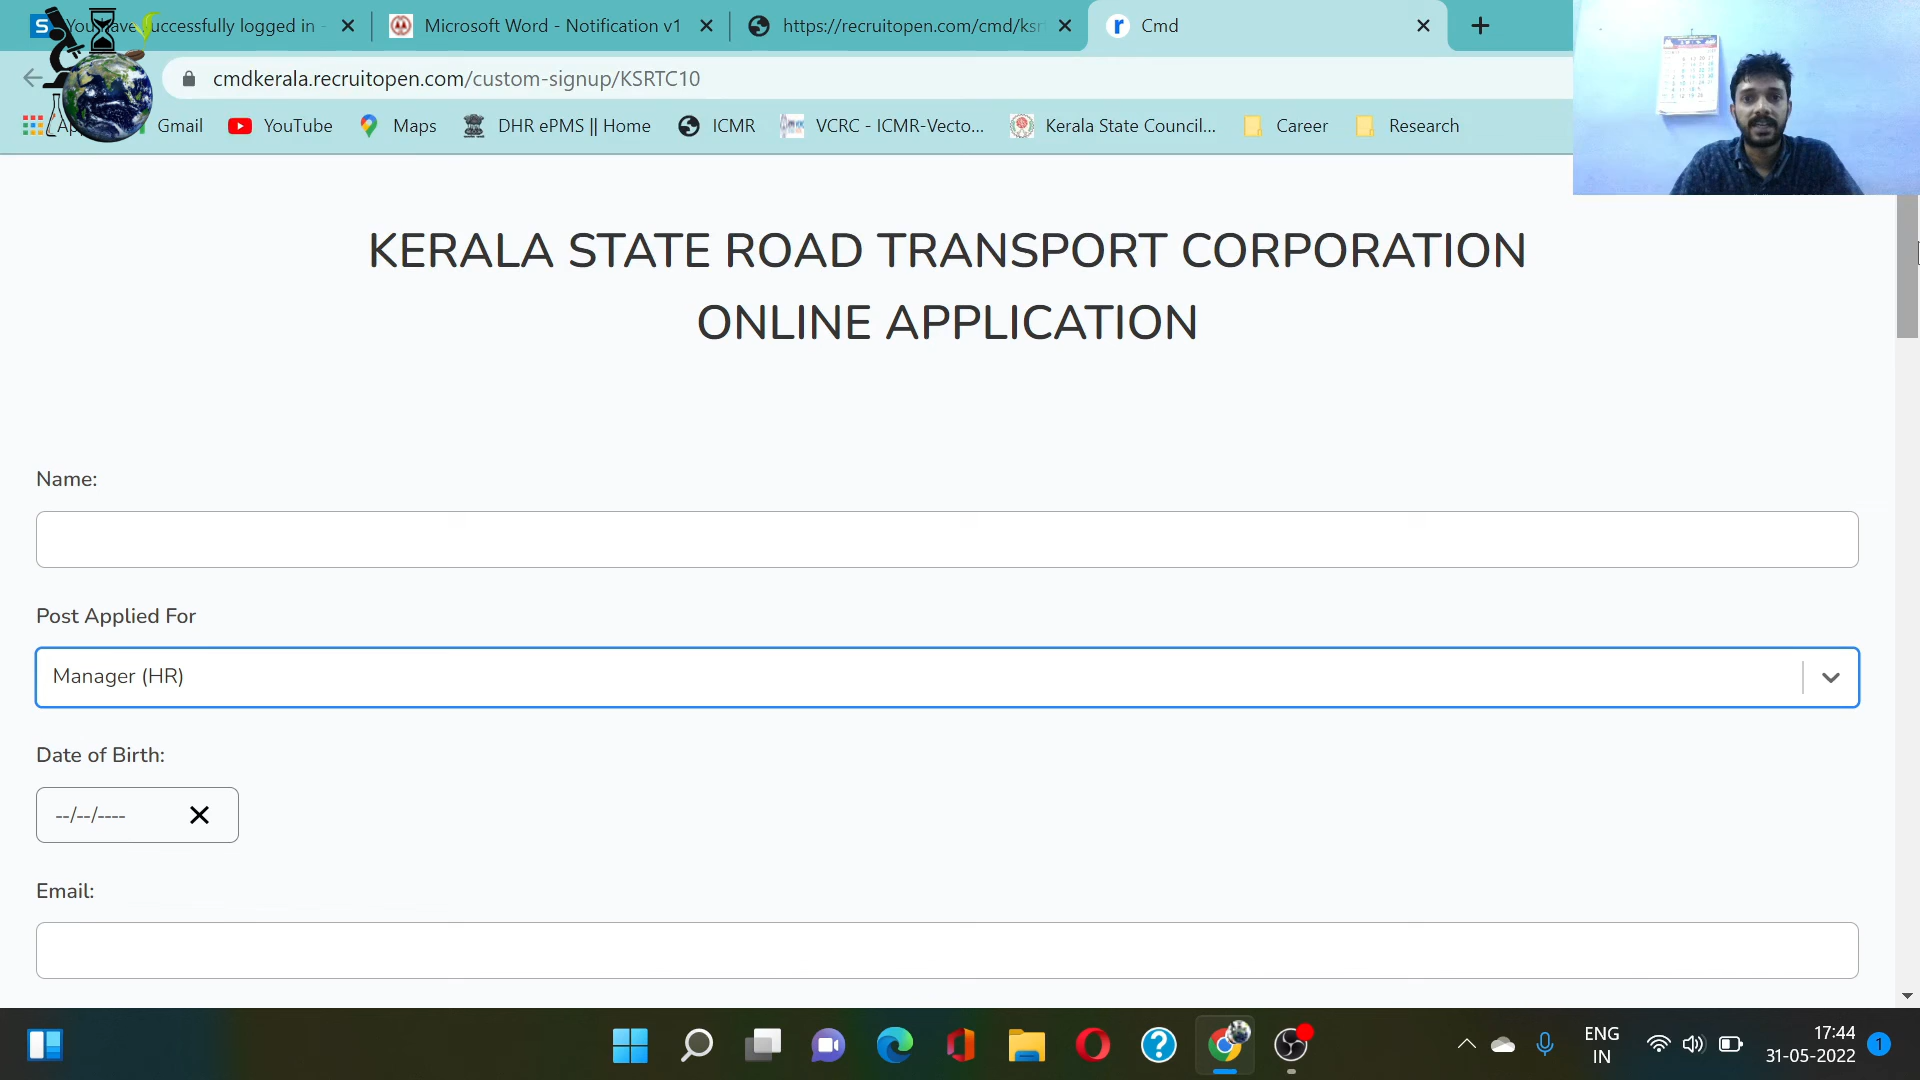 You have successfully logged in -
Microsoft Word - Notification v1
https://recruitopen.com/cmd/ksr
Cmd
cmdkerala.recruitopen.com/custom-signup/KSRTC10
Gmail
YouTube
Maps
DHR ePMS || Home
ICMR
VCRC - ICMR-Vecto...
Kerala State Council...
Career
Research
KERALA STATE ROAD TRANSPORT CORPORATION
ONLINE APPLICATION
Name:
Post Applied For
Manager (HR)
Date of Birth:
--/--/----
Email:
ENG
IN
17:44
31-05-2022
1